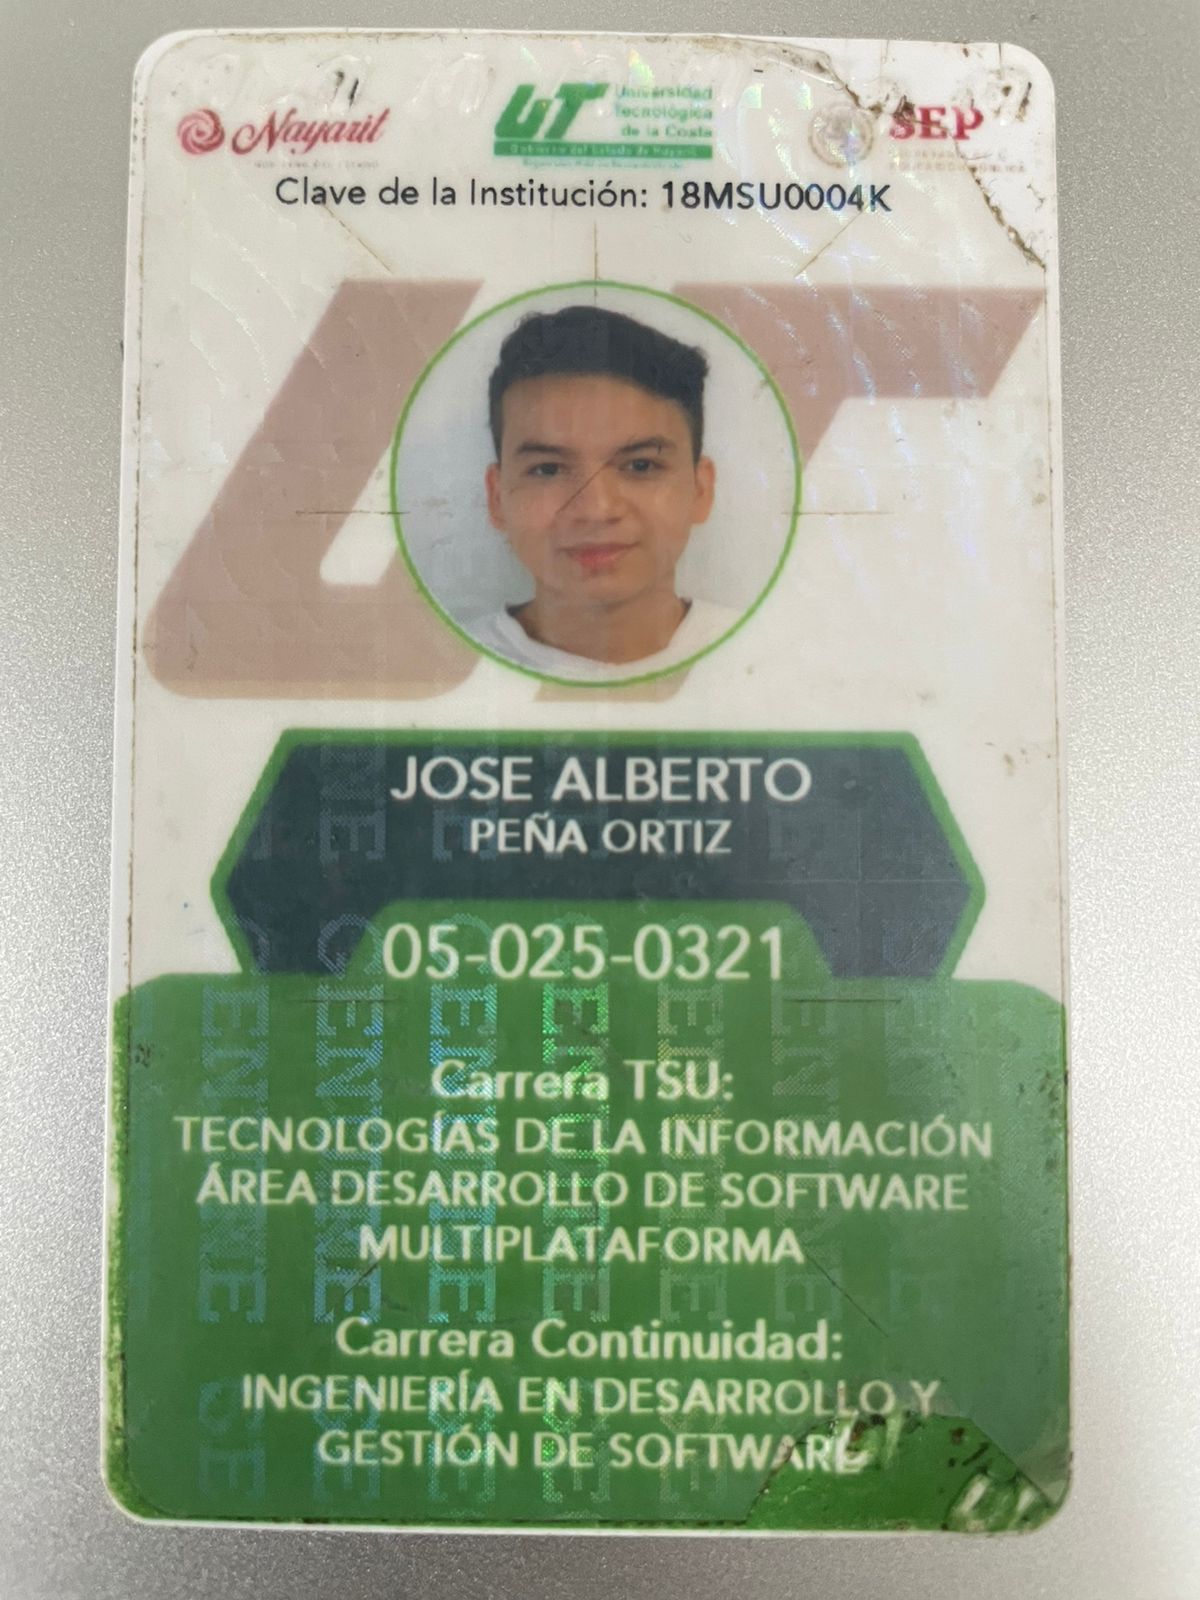 Nayarit
UT Universidad
Tecnológica
de la Costa
Gobierno del Estado de Nayarit
SEP
Clave de la Institución: 18MSU0004K
JOSE ALBERTO
PEÑA ORTIZ
05-025-0321
Carrera TSU:
TECNOLOGÍAS DE LA INFORMACIÓN
ÁREA DESARROLLO DE SOFTWARE
MULTIPLATAFORMA
Carrera Continuidad:
INGENIERÍA EN DESARROLLO Y
GESTIÓN DE SOFTWARE